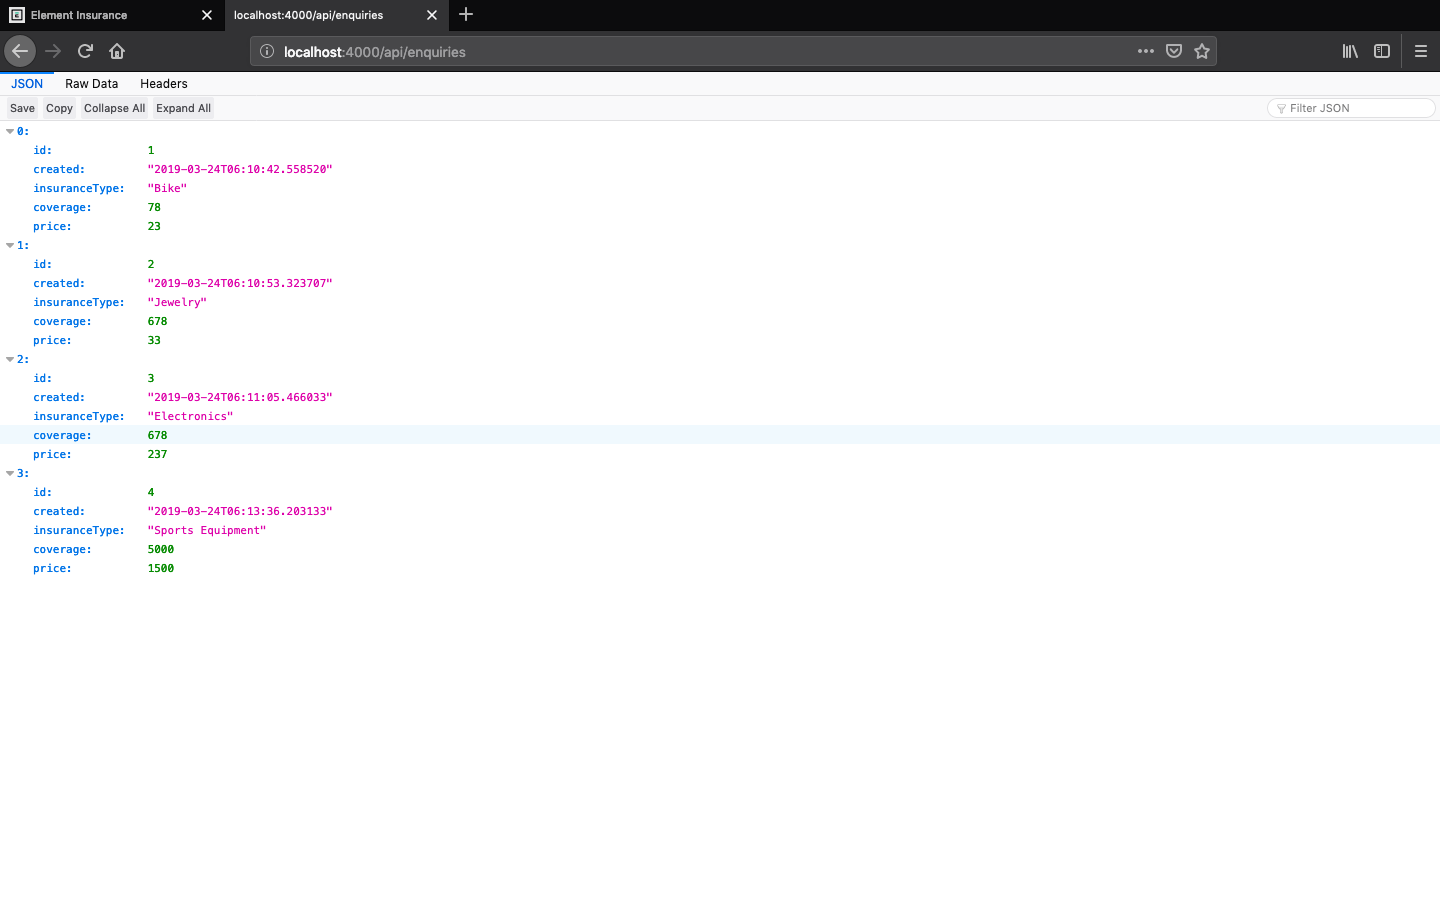 Element Insurance
localhost:4000/api/enquiries
localhost:4000/api/enquiries
JSON Raw Data Headers
Save Copy Collapse All Expand All Filter JSON
0:
id: 1
created: "2019-03-24T06:10:42.558520"
insuranceType: "Bike"
coverage: 78
price: 23
1:
id: 2
created: "2019-03-24T06:10:53.323707"
insuranceType: "Jewelry"
coverage: 678
price: 33
2:
id: 3
created: "2019-03-24T06:11:05.466033"
insuranceType: "Electronics"
coverage: 678
price: 237
3:
id: 4
created: "2019-03-24T06:13:36.203133"
insuranceType: "Sports Equipment"
coverage: 5000
price: 1500